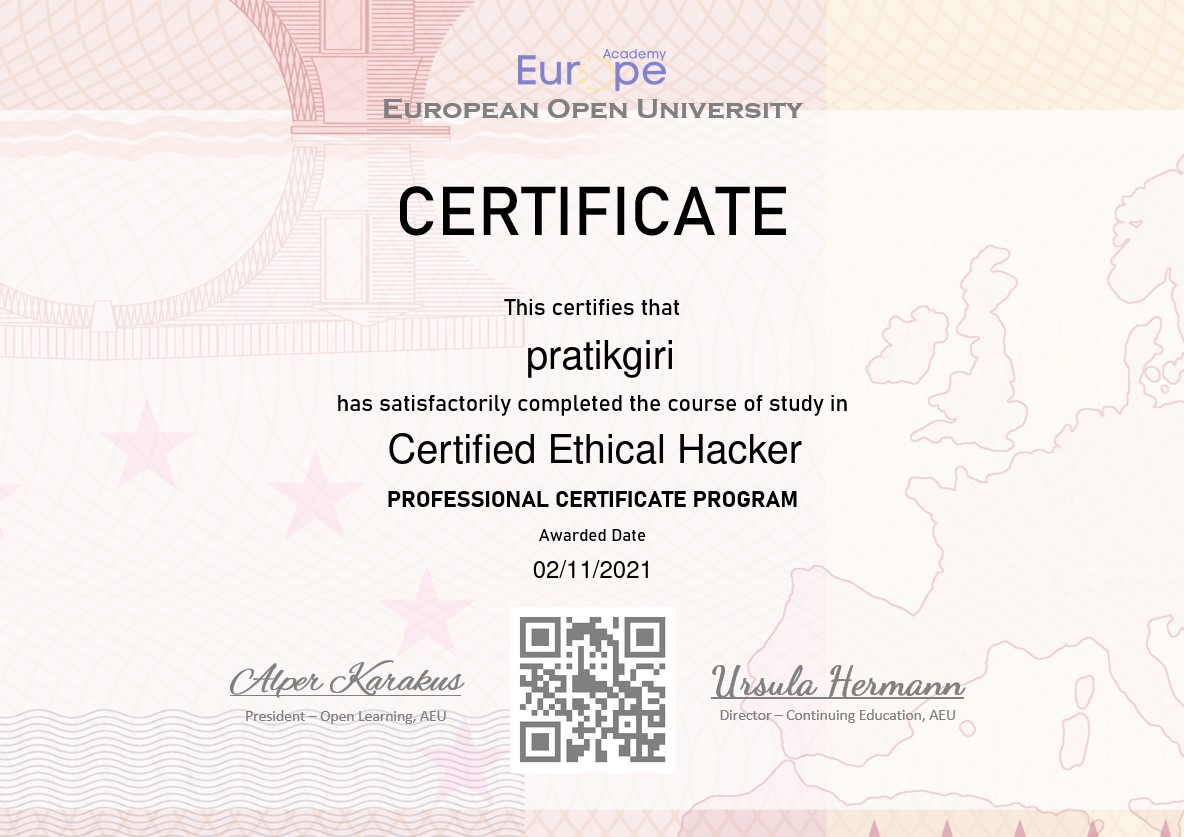 Academy
Eur pe
EUROPEAN OPEN UNIVERSITY
CERTIFICATE
This certifies that
pratikgiri
has satisfactorily completed the course of study in
Certified Ethical Hacker
PROFESSIONAL CERTIFICATE PROGRAM
Awarded Date
02/11/2021
Alper Karakus
President – Open Learning, AEU
Ursula Hermann
Director – Continuing Education, AEU